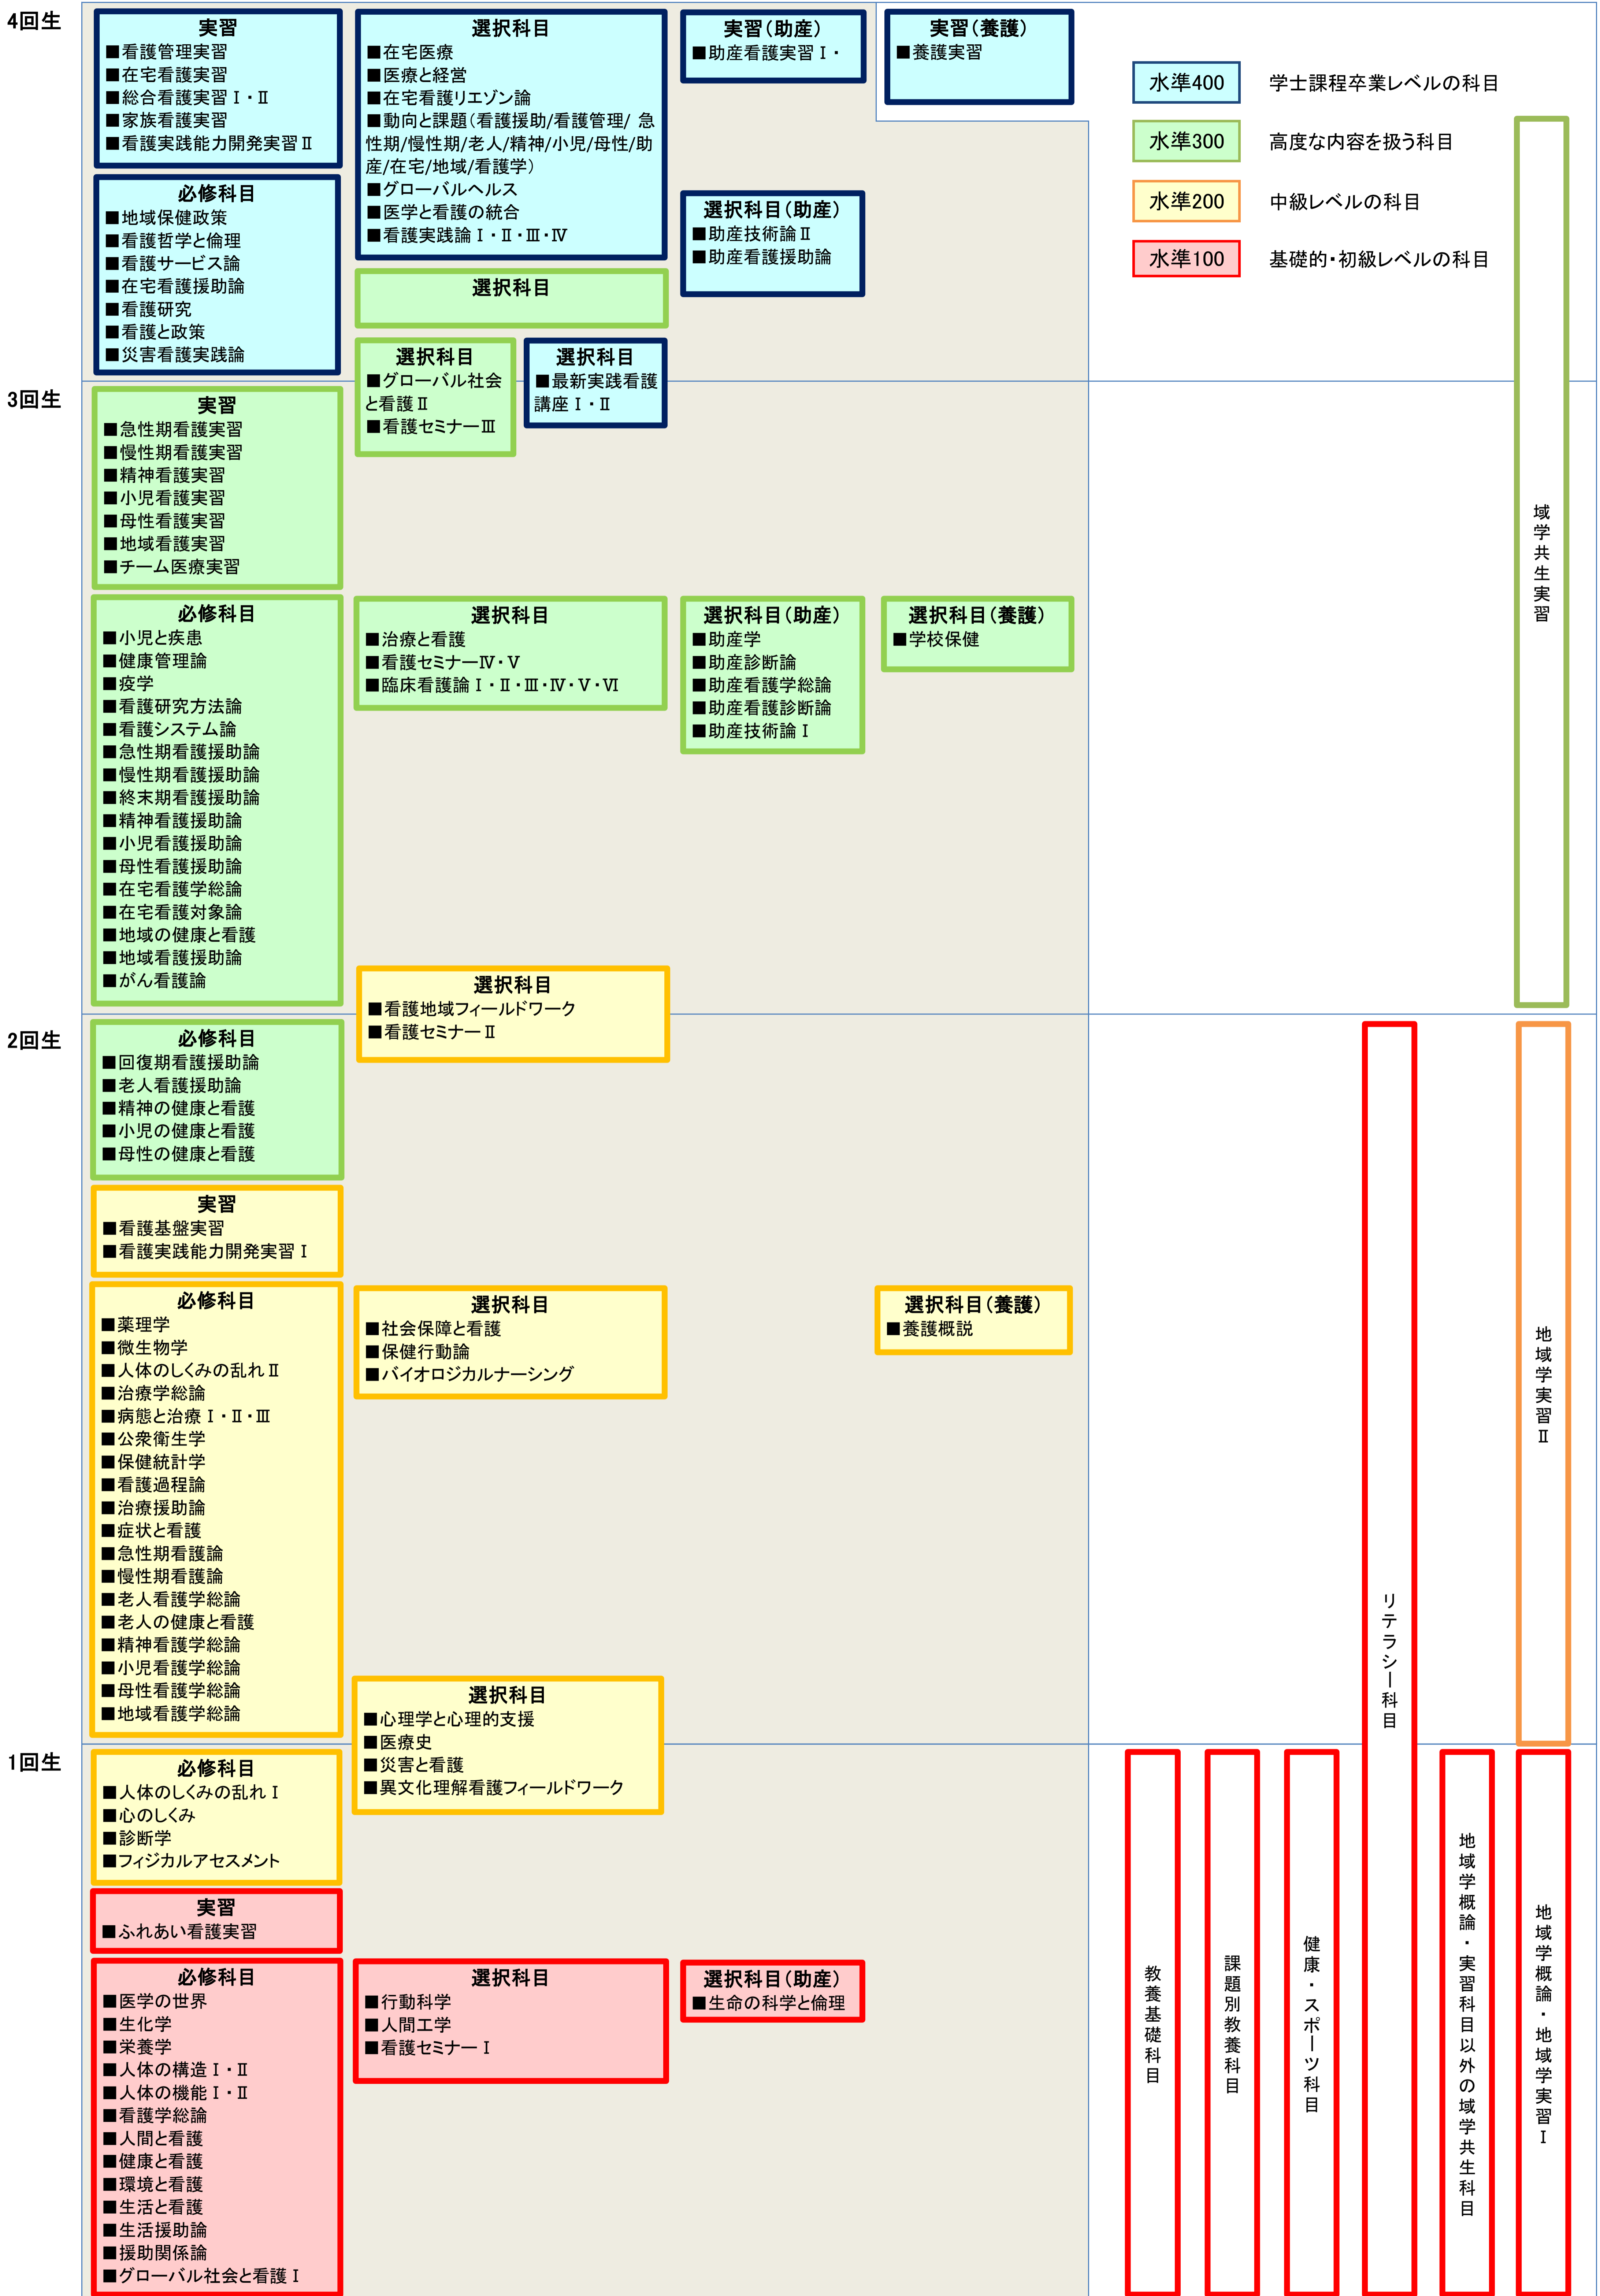 4回生
実習
■看護管理実習
■在宅看護実習
■総合看護実習Ⅰ・Ⅱ
■家族看護実習
■看護実践能力開発実習Ⅱ
必修科目
■地域保健政策
■看護哲学と倫理
■看護サービス論
■在宅看護援助論
■看護研究
■看護と政策
■災害看護実践論
選択科目
■在宅医療
■医療と経営
■在宅看護リエゾン論
■動向と課題（看護援助/看護管理/ 急
性期/慢性期/老人/精神/小児/母性/助
産/在宅/地域/看護学）
■グローバルヘルス
■医学と看護の統合
■看護実践論Ⅰ・Ⅱ・Ⅲ・Ⅳ
選択科目
選択科目
■グローバル社会
と看護Ⅱ
■看護セミナーⅢ
選択科目
■最新実践看護
講座Ⅰ・Ⅱ
実習（助産）
■助産看護実習Ⅰ・
選択科目（助産）
■助産技術論Ⅱ
■助産看護援助論
実習（養護）
■養護実習
水準400
学士課程卒業レベルの科目
水準300
高度な内容を扱う科目
水準200
中級レベルの科目
水準100
基礎的・初級レベルの科目
域学共生実習
3回生
実習
■急性期看護実習
■慢性期看護実習
■精神看護実習
■小児看護実習
■母性看護実習
■地域看護実習
■チーム医療実習
必修科目
■小児と疾患
■健康管理論
■疫学
■看護研究方法論
■看護システム論
■急性期看護援助論
■慢性期看護援助論
■終末期看護援助論
■精神看護援助論
■小児看護援助論
■母性看護援助論
■在宅看護学総論
■在宅看護対象論
■地域の健康と看護
■地域看護援助論
■がん看護論
選択科目
■治療と看護
■看護セミナーⅣ・Ⅴ
■臨床看護論Ⅰ・Ⅱ・Ⅲ・Ⅳ・Ⅴ・Ⅵ
選択科目（助産）
■助産学
■助産診断論
■助産看護学総論
■助産看護診断論
■助産技術論Ⅰ
選択科目（養護）
■学校保健
選択科目
■看護地域フィールドワーク
■看護セミナーⅡ
2回生
必修科目
■回復期看護援助論
■老人看護援助論
■精神の健康と看護
■小児の健康と看護
■母性の健康と看護
実習
■看護基盤実習
■看護実践能力開発実習Ⅰ
必修科目
■薬理学
■微生物学
■人体のしくみの乱れⅡ
■治療学総論
■病態と治療Ⅰ・Ⅱ・Ⅲ
■公衆衛生学
■保健統計学
■看護過程論
■治療援助論
■症状と看護
■急性期看護論
■慢性期看護論
■老人看護学総論
■老人の健康と看護
■精神看護学総論
■小児看護学総論
■母性看護学総論
■地域看護学総論
選択科目
■社会保障と看護
■保健行動論
■バイオロジカルナーシング
選択科目（養護）
■養護概説
選択科目
■心理学と心理的支援
■医療史
■災害と看護
■異文化理解看護フィールドワーク
リテラシー科目
地域学実習Ⅱ
1回生
必修科目
■人体のしくみの乱れⅠ
■心のしくみ
■診断学
■フィジカルアセスメント
実習
■ふれあい看護実習
必修科目
■医学の世界
■生化学
■栄養学
■人体の構造Ⅰ・Ⅱ
■人体の機能Ⅰ・Ⅱ
■看護学総論
■人間と看護
■健康と看護
■環境と看護
■生活と看護
■生活援助論
■援助関係論
■グローバル社会と看護Ⅰ
選択科目
■行動科学
■人間工学
■看護セミナーⅠ
選択科目（助産）
■生命の科学と倫理
教養基礎科目
課題別教養科目
健康・スポーツ科目
地域学概論・実習科目以外の域学共生科目
地域学概論・地域学実習Ⅰ